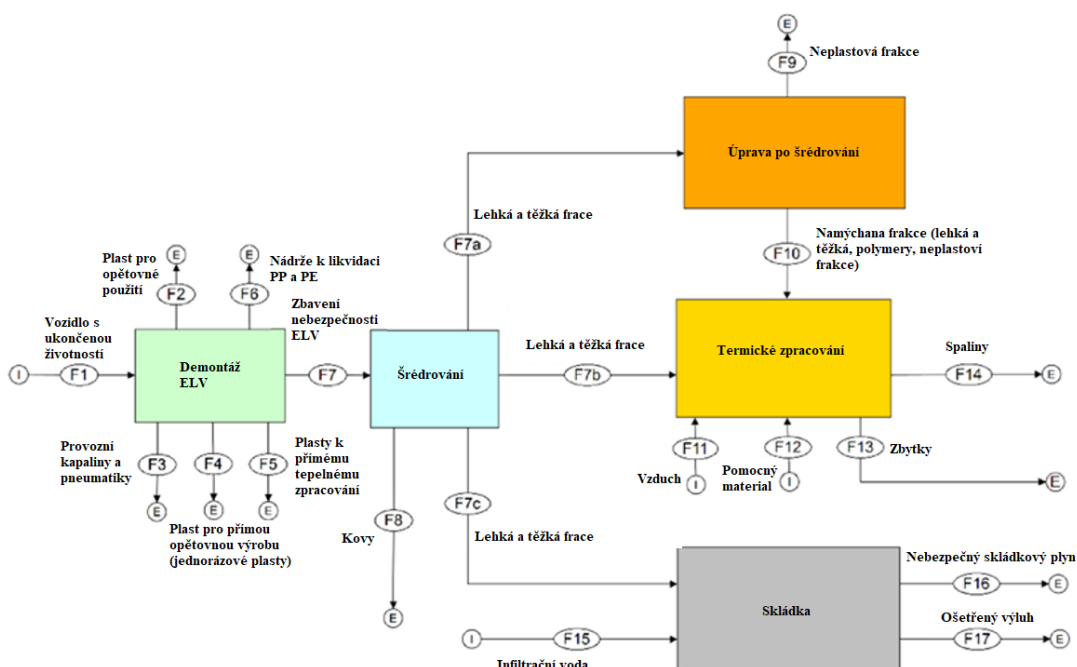 E
F9
Neplastová frakce
Úprava po šrédrování
Lehká a těžká frace
F7a
F10
Namýchana frakce (lehká a
těžká, polymery, neplastoví
frakce)
Plast pro
opětovné
použití
E
F2
E
F6
Nádrže k likvidaci
PP a PE
Zbavení
nebezpečnosti
ELV
Vozidlo s
ukončenou
životností
I
F1
Demontáž
ELV
F7
Šrédrování
Lehká a těžká frace
F7b
Termické zpracování
Spaliny
F14
E
Provozní
kapaliny a
pneumatiky
F3
F4
F5
Plasty k
přímému
tepelnému
zpracování
E
E
E
Plast pro přímou
opětovnou výrobu
(jednorázové plasty)
F11
Vzduch
I
F12
Pomocný
material
I
F13
Zbytky
E
F8
Kovy
E
F7c
Lehká a těžká frace
Skládka
Nebezpečný skládkový plyn
F16
E
Ošetřený výluh
F17
E
I
F15
Infiltrační voda